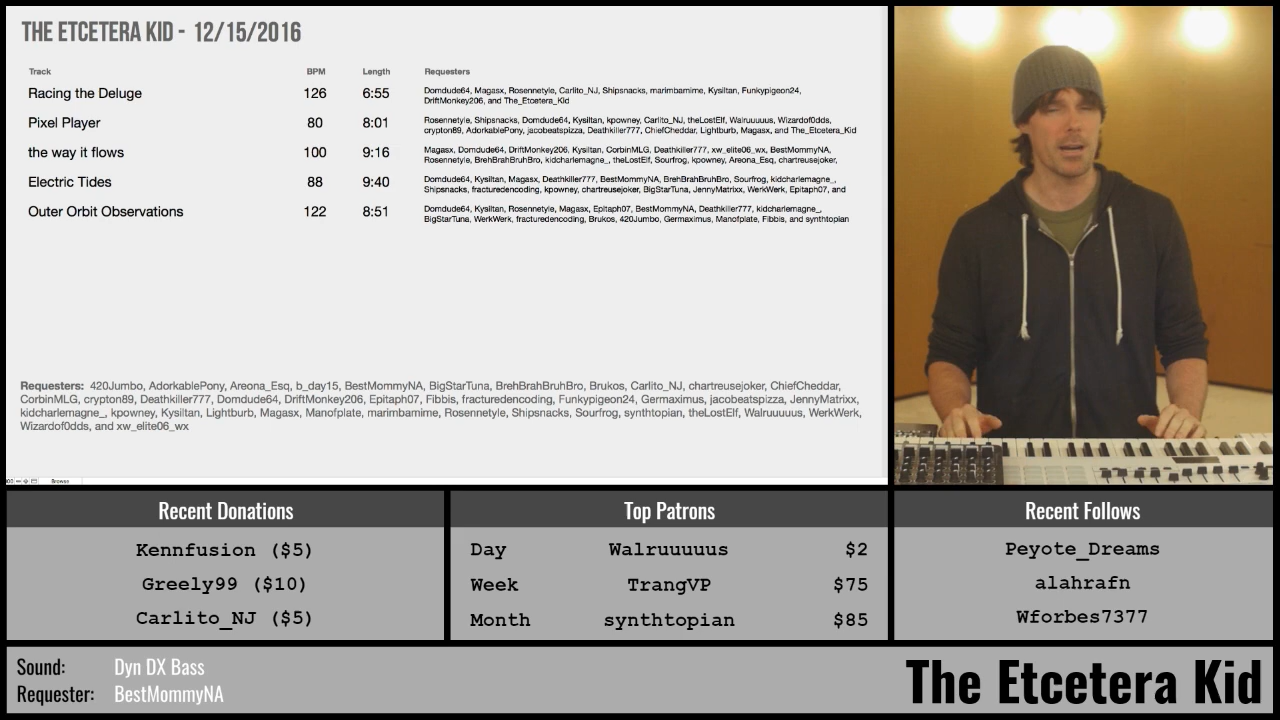 THE ETCETERA KID - 12/15/2016
Track BPM Length Requesters
Racing the Deluge 126 6:55 Domdude64, Magasx, Rosennetyle, Carlito_NJ, Shipsnacks, marimbamime, Kysiltan, Funkypigeon24,
DriftMonkey206, and The_Etcetera_Kid
Pixel Player 80 8:01 Rosennetyle, Shipsnacks, Domdude64, Kysiltan, kpowney, Carlito_NJ, theLostElf, Walruuuuus, Wizardof0dds,
crypton89, AdorkablePony, jacobeatspizza, Deathkiller777, ChiefCheddar, Lightburb, Magasx, and The_Etcetera_Kid
the way it flows 100 9:16 Magasx, Domdude64, DriftMonkey206, Kysiltan, CorbinMLG, Deathkiller777, xw_elite06_wx, BestMommyNA,
Rosennetyle, BrehBrahBruhBro, kidcharlemagne_, theLostElf, Sourfrog, kpowney, Areona_Esq, chartreusejoker,
Electric Tides 88 9:40 Domdude64, Kysiltan, Magasx, Deathkiller777, BestMommyNA, BrehBrahBruhBro, Sourfrog, kidcharlemagne_,
Shipsnacks, fracturedencoding, kpowney, chartreusejoker, BigStarTuna, JennyMatrixx, WerkWerk, Epitaph07, and
Outer Orbit Observations 122 8:51 Domdude64, Kysiltan, Rosennetyle, Magasx, Epitaph07, BestMommyNA, Deathkiller777, kidcharlemagne_,
BigStarTuna, WerkWerk, fracturedencoding, Brukos, 420Jumbo, Germaximus, Manofplate, Fibbis, and synthtopian
Requesters: 420Jumbo, AdorkablePony, Areona_Esq, b_day15, BestMommyNA, BigStarTuna, BrehBrahBruhBro, Brukos, Carlito_NJ, chartreusejoker, ChiefCheddar,
CorbinMLG, crypton89, Deathkiller777, Domdude64, DriftMonkey206, Epitaph07, Fibbis, fracturedencoding, Funkypigeon24, Germaximus, jacobeatspizza, JennyMatrixx,
kidcharlemagne_, kpowney, Kysiltan, Lightburb, Magasx, Manofplate, marimbamime, Rosennetyle, Shipsnacks, Sourfrog, synthtopian, theLostElf, Walruuuuus, WerkWerk,
Wizardof0dds, and xw_elite06_wx
Browse
Recent Donations
Kennfusion ($5)
Greely99 ($10)
Carlito_NJ ($5)
Top Patrons
Day Walruuuuus $2
Week TrangVP $75
Month synthtopian $85
Recent Follows
Peyote_Dreams
alahrafn
Wforbes7377
Sound: Dyn DX Bass
Requester: BestMommyNA
The Etcetera Kid